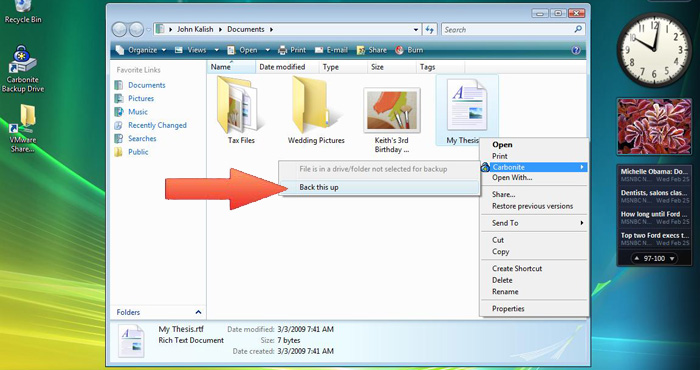 Recycle Bin
Carbonite
Backup Drive
VMware
Share...
John Kalish
Documents
Search
Organize
Views
Open
Print
E-mail
Share
Burn
Favorite Links
Documents
Pictures
Music
Recently Changed
Searches
Public
Folders
Name
Date modified
Type
Size
Tags
Tax Files
Wedding Pictures
Keith's 3rd
Birthday ...
My Thesis
File is in a drive/folder not selected for backup
Back this up
Open
Print
Carbonite
Open With...
Share...
Restore previous versions
Send To
Cut
Copy
Create Shortcut
Delete
Rename
Properties
My Thesis.rtf
Rich Text Document
Date modified: 3/3/2009 7:41 AM
Size: 7 bytes
Date created: 3/3/2009 7:41 AM
Michelle Obama: Do...
MSNBC N... Wed Feb 25
Dentists, salons clas...
MSNBC N... Wed Feb 25
How long until Ford ...
MSNBC N... Wed Feb 25
Top two Ford execs t...
MSNBC N... Wed Feb 25
97-100